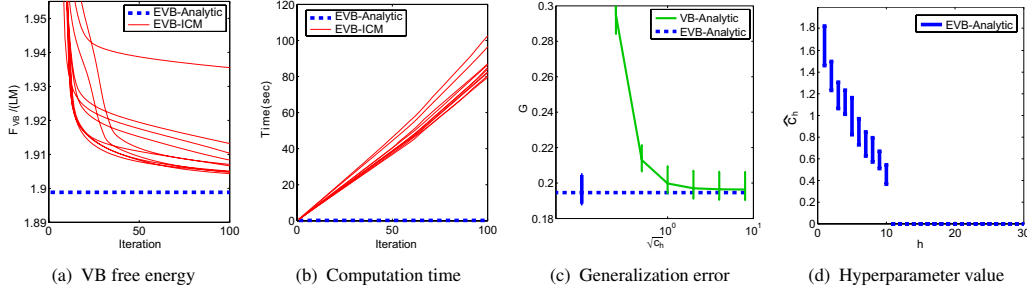 1.95
1.94
1.93
1.92
1.91
1.9
1.89
F_VB /(LM)
EVB-Analytic
EVB-ICM
0
50
100
Iteration
(a) VB free energy
100
80
60
40
20
0
Time(sec)
EVB-Analytic
EVB-ICM
0
50
100
Iteration
(b) Computation time
0.3
0.28
0.26
0.24
0.22
0.2
0.18
G
VB-Analytic
EVB-Analytic
10^0
10^1
√c_h
(c) Generalization error
2
1.8
1.6
1.4
1.2
1
0.8
0.6
0.4
0.2
0
ĉ_h
EVB-Analytic
0
10
20
30
h
(d) Hyperparameter value